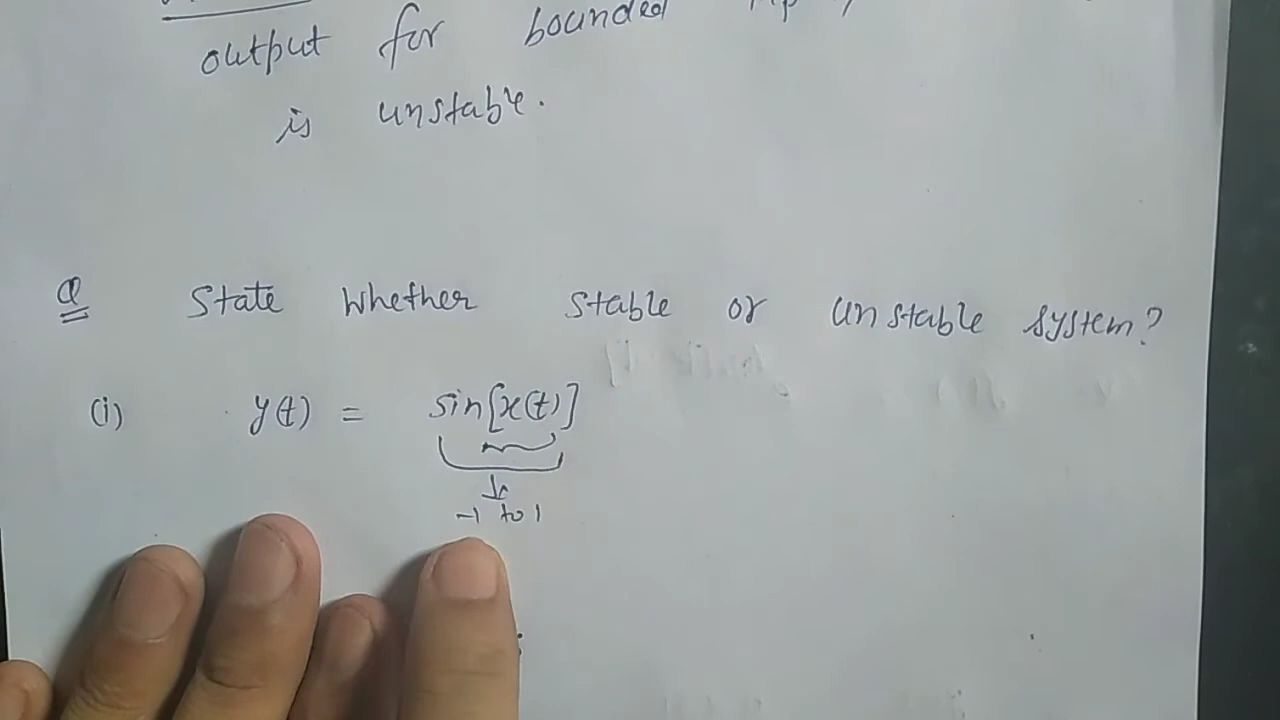 output for bounded
is unstable.
Q State whether stable or unstable system?
(i) y(t) = sin[x(t)]
-1 to 1